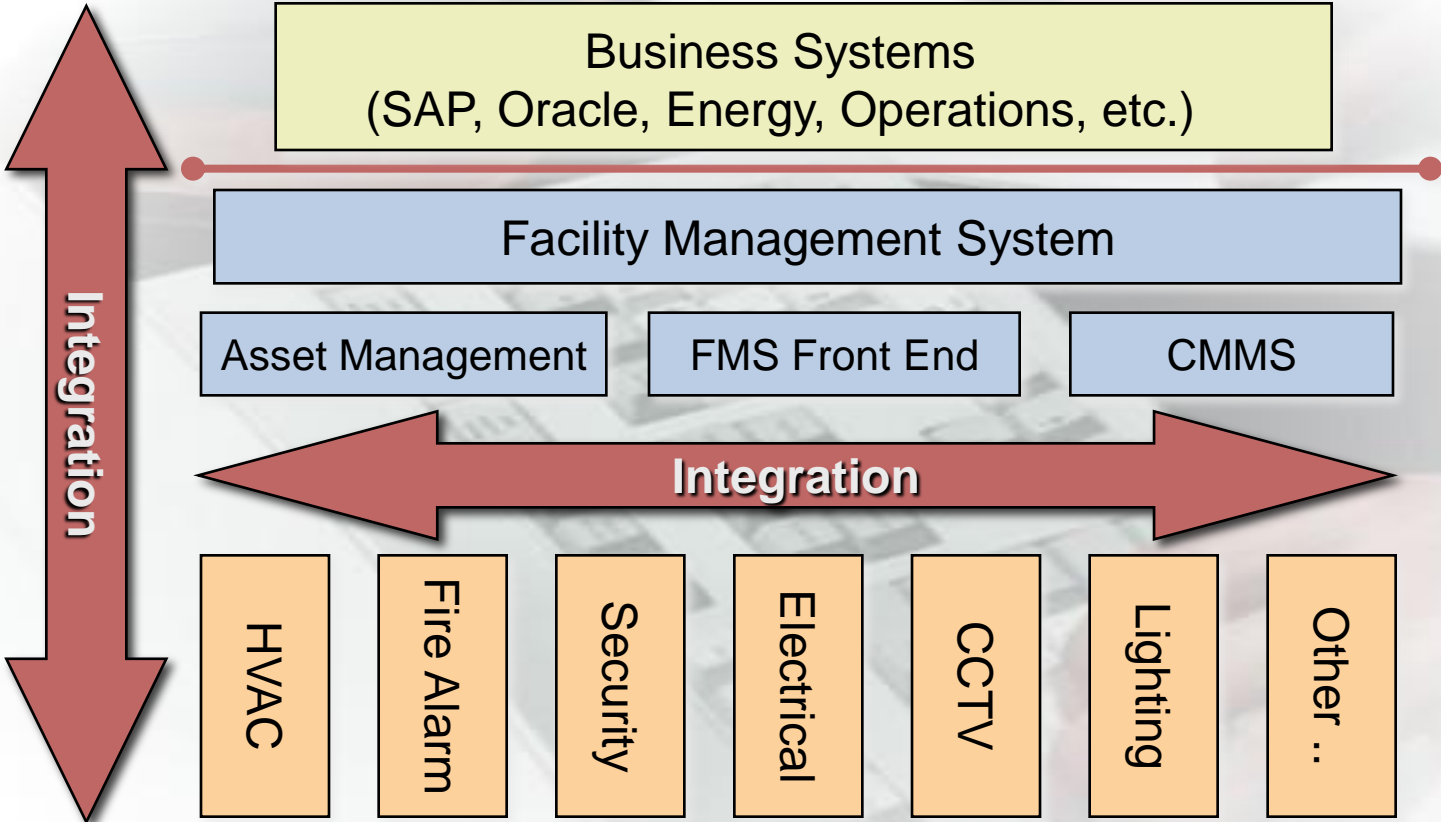 Business Systems
(SAP, Oracle, Energy, Operations, etc.)
Facility Management System
Asset Management
FMS Front End
CMMS
Integration
Integration
HVAC
Fire Alarm
Security
Electrical
CCTV
Lighting
Other ..